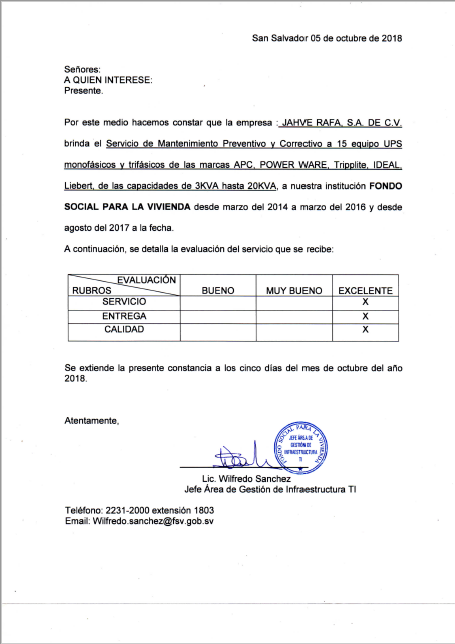 San Salvador 05 de octubre de 2018
Señores:
A QUIEN INTERESE:
Presente.
Por este medio hacemos constar que la empresa : JAHVE RAFA, S.A. DE C.V.
brinda el Servicio de Mantenimiento Preventivo y Correctivo a 15 equipo UPS
monofásicos y trifásicos de las marcas APC, POWER WARE, Tripplite, IDEAL,
Liebert, de las capacidades de 3KVA hasta 20KVA, a nuestra institución FONDO
SOCIAL PARA LA VIVIENDA desde marzo del 2014 a marzo del 2016 y desde
agosto del 2017 a la fecha.
A continuación, se detalla la evaluación del servicio que se recibe:
EVALUACIÓN
RUBROS BUENO MUY BUENO EXCELENTE
SERVICIO X
ENTREGA X
CALIDAD X
Se extiende la presente constancia a los cinco días del mes de octubre del año
2018.
Atentamente,
FONDO SOCIAL PARA LA VIVIENDA
JEFE ÁREA DE
GESTIÓN DE
INFRAESTRUCTURA
TI
Lic. Wilfredo Sanchez
Jefe Área de Gestión de Infraestructura TI
Teléfono: 2231-2000 extensión 1803
Email: Wilfredo.sanchez@fsv.gob.sv